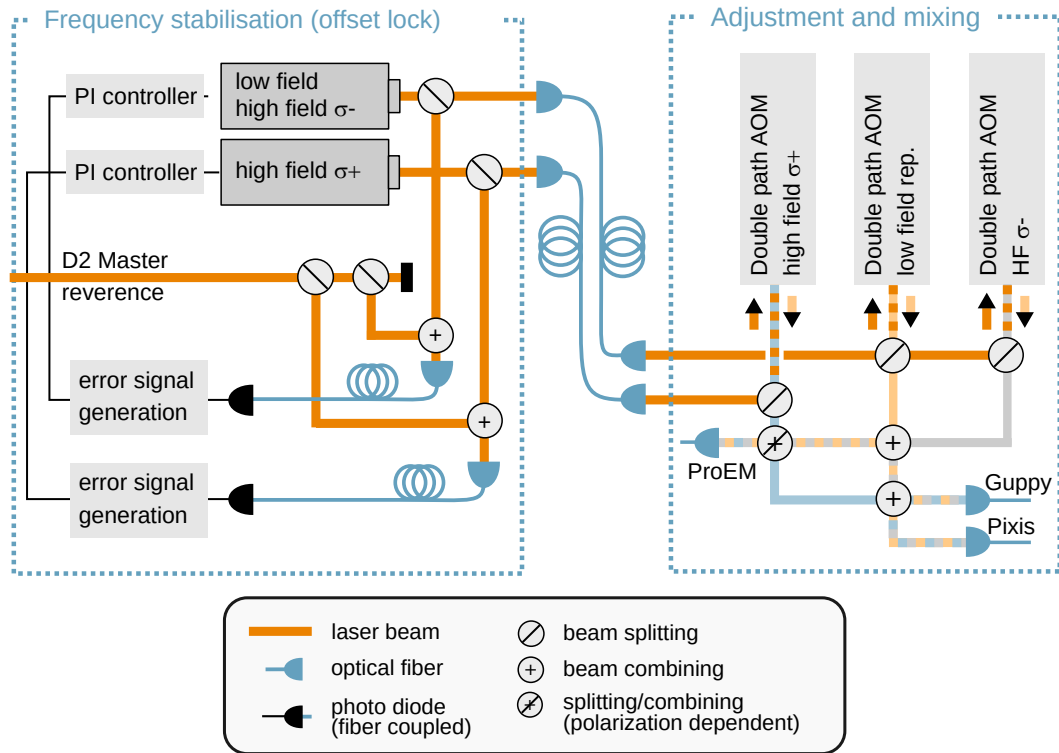 Frequency stabilisation (offset lock)
Adjustment and mixing
PI controller
low field
high field σ-
PI controller
high field σ+
D2 Master
reverence
error signal
generation
error signal
generation
Double path AOM
high field σ+
Double path AOM
low field rep.
Double path AOM
HF σ-
ProEM
Guppy
Pixis
laser beam
optical fiber
photo diode
(fiber coupled)
beam splitting
beam combining
splitting/combining
(polarization dependent)